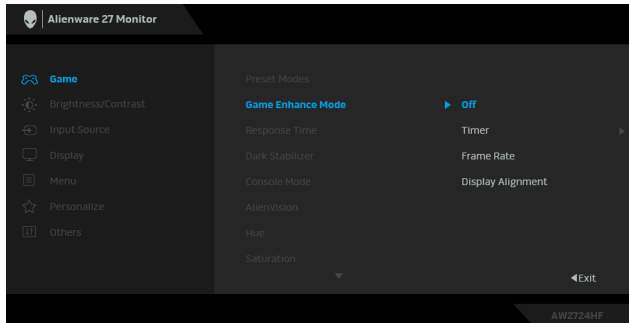 Alienware 27 Monitor
Game
Brightness/Contrast
Input Source
Display
Menu
Personalize
Others
Preset Modes
Game Enhance Mode
Response Time
Dark Stabilizer
Console Mode
AlienVision
Hue
Saturation
Off
Timer
Frame Rate
Display Alignment
Exit
AW2724HF